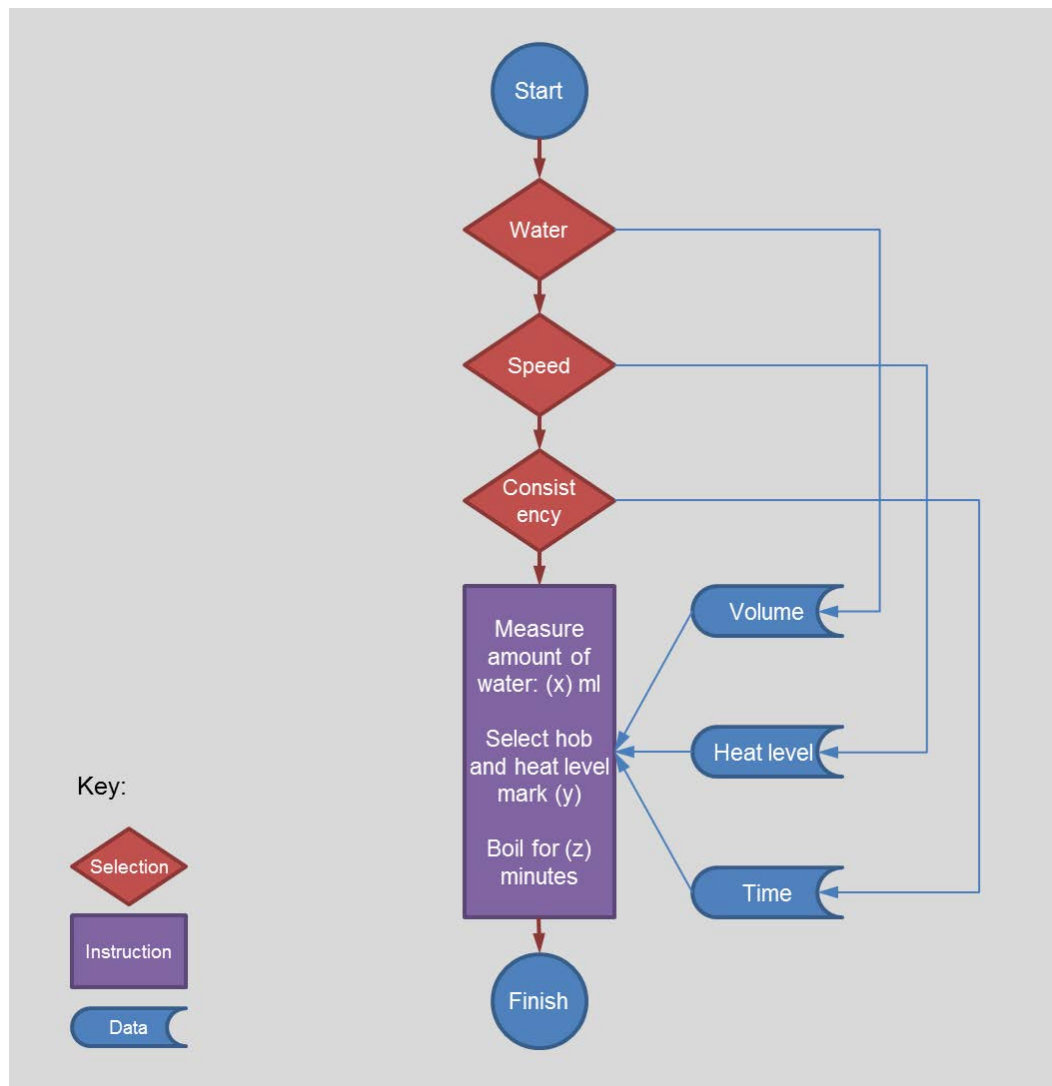 Start
Water
Speed
Consist
ency
Measure
amount of
water: (x) ml
Select hob
and heat level
mark (y)
Boil for (z)
minutes
Volume
Heat level
Time
Finish
Key:
Selection
Instruction
Data